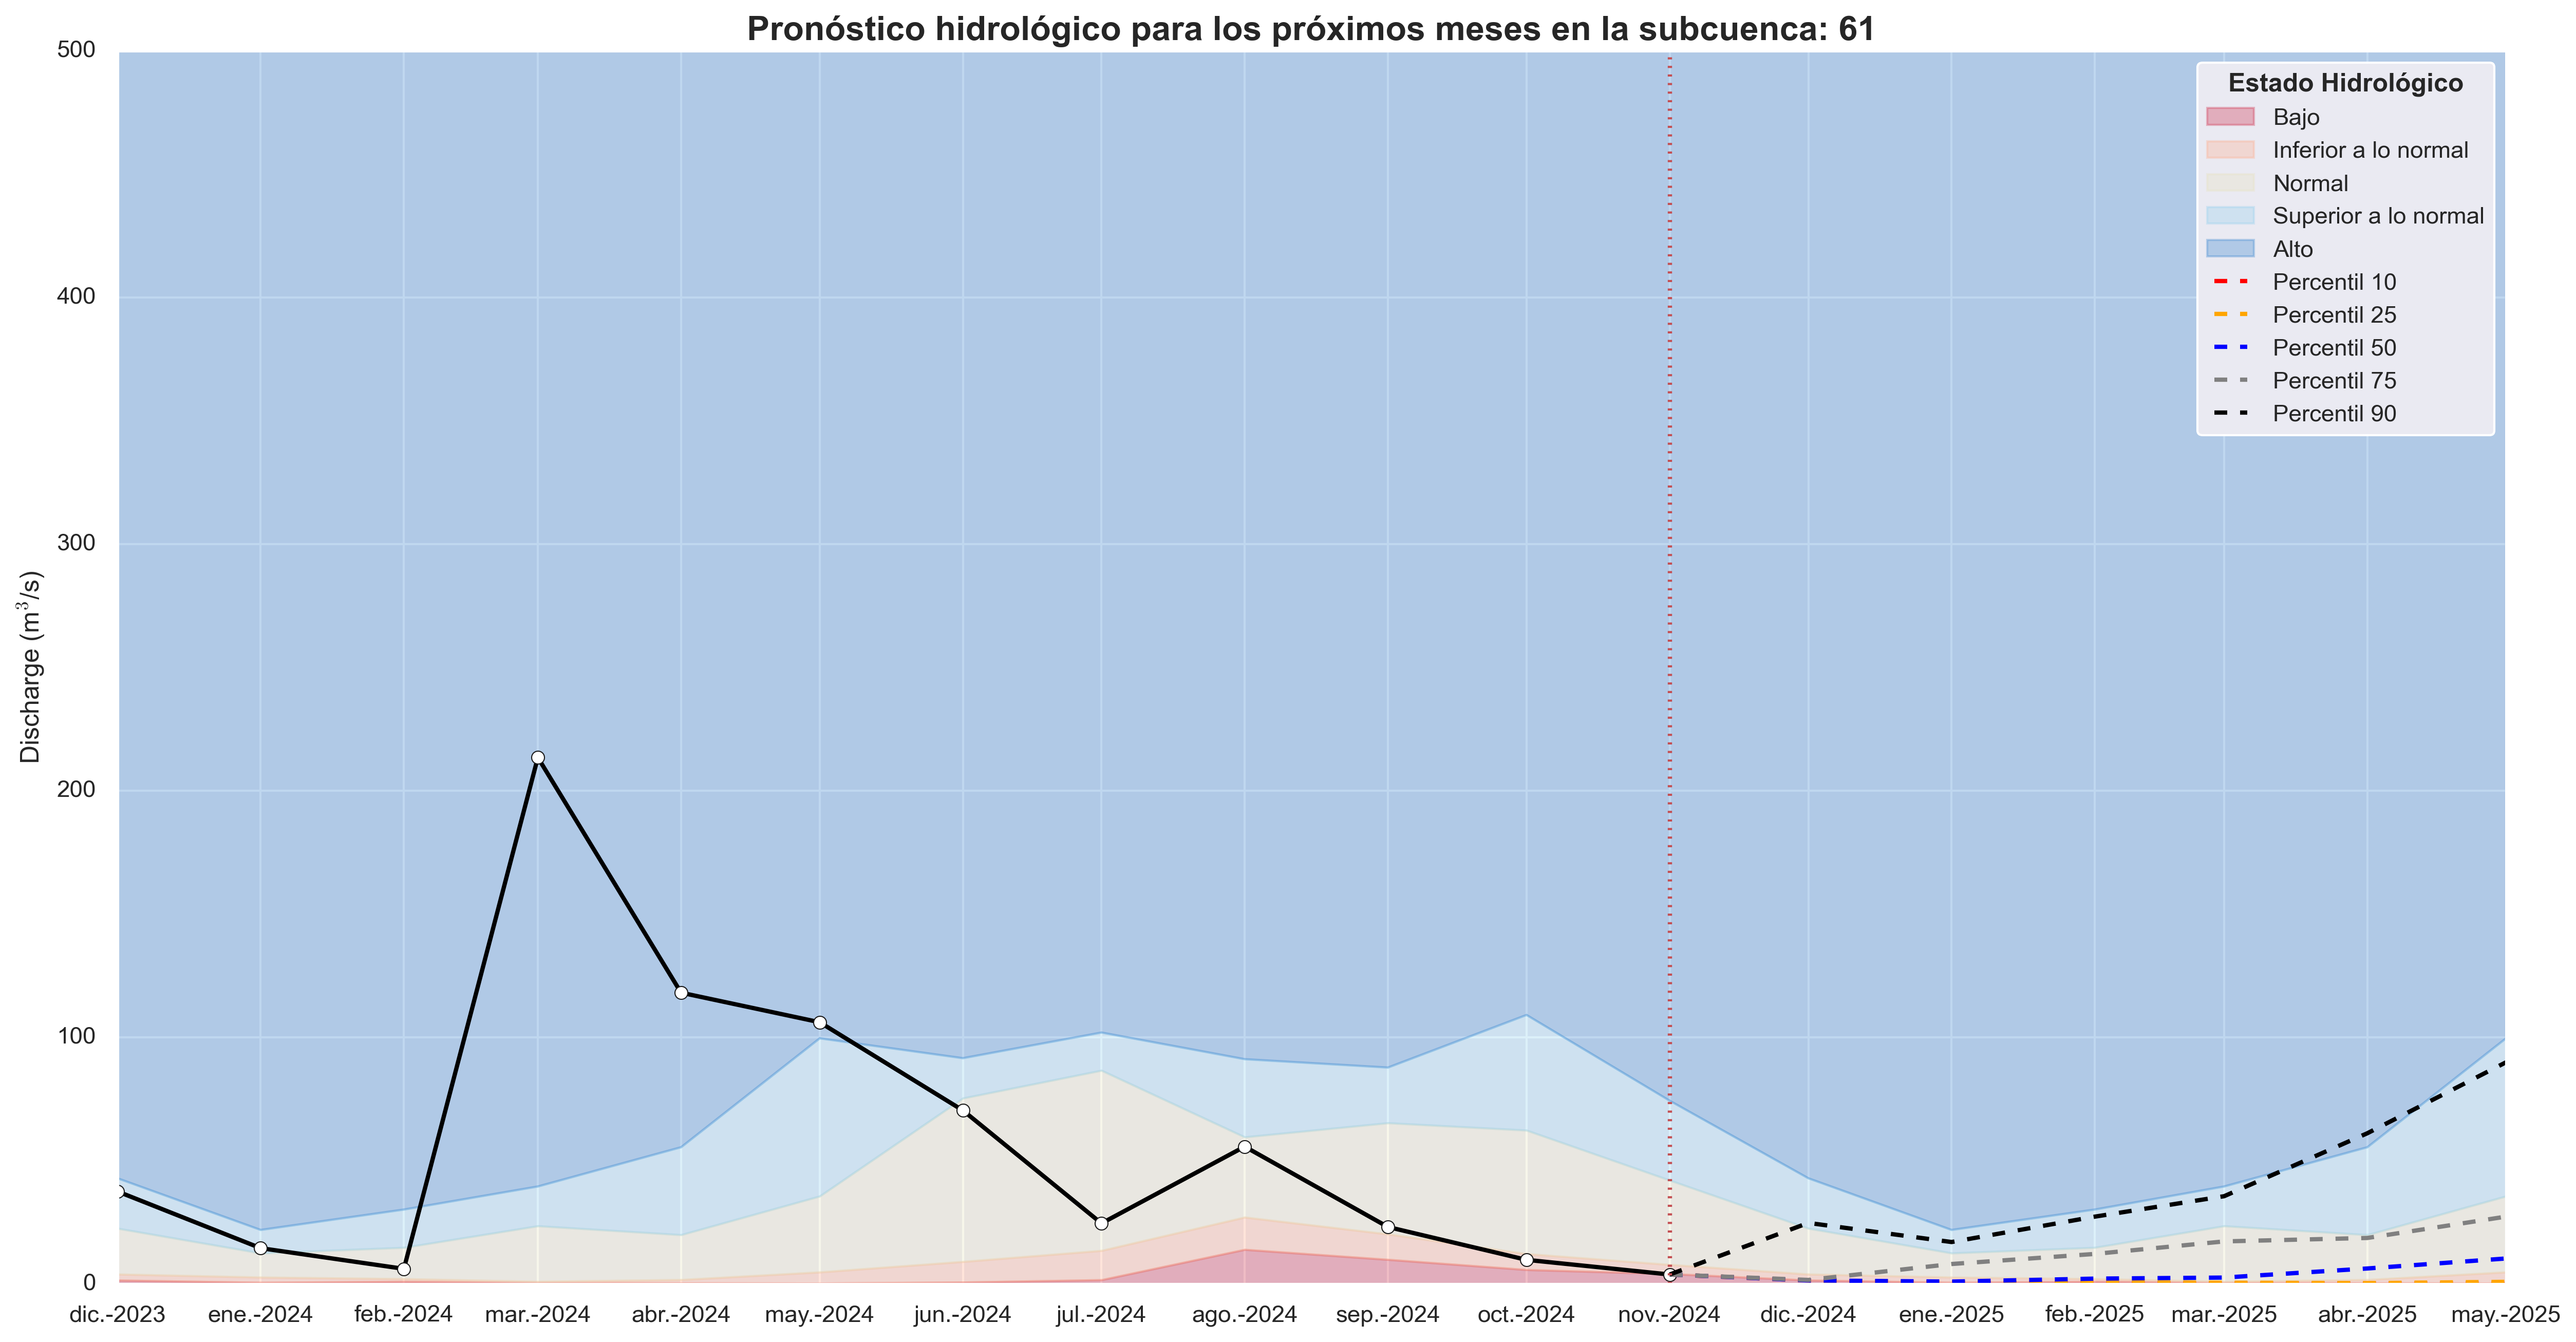 Pronóstico hidrológico para los próximos meses en la subcuenca: 61
500
400
300
200
100
0
Discharge (m³/s)
Estado Hidrológico
Bajo
Inferior a lo normal
Normal
Superior a lo normal
Alto
Percentil 10
Percentil 25
Percentil 50
Percentil 75
Percentil 90
dic.-2023 ene.-2024 feb.-2024 mar.-2024 abr.-2024 may.-2024 jun.-2024 jul.-2024 ago.-2024 sep.-2024 oct.-2024 nov.-2024 dic.-2024 ene.-2025 feb.-2025 mar.-2025 abr.-2025 may.-2025